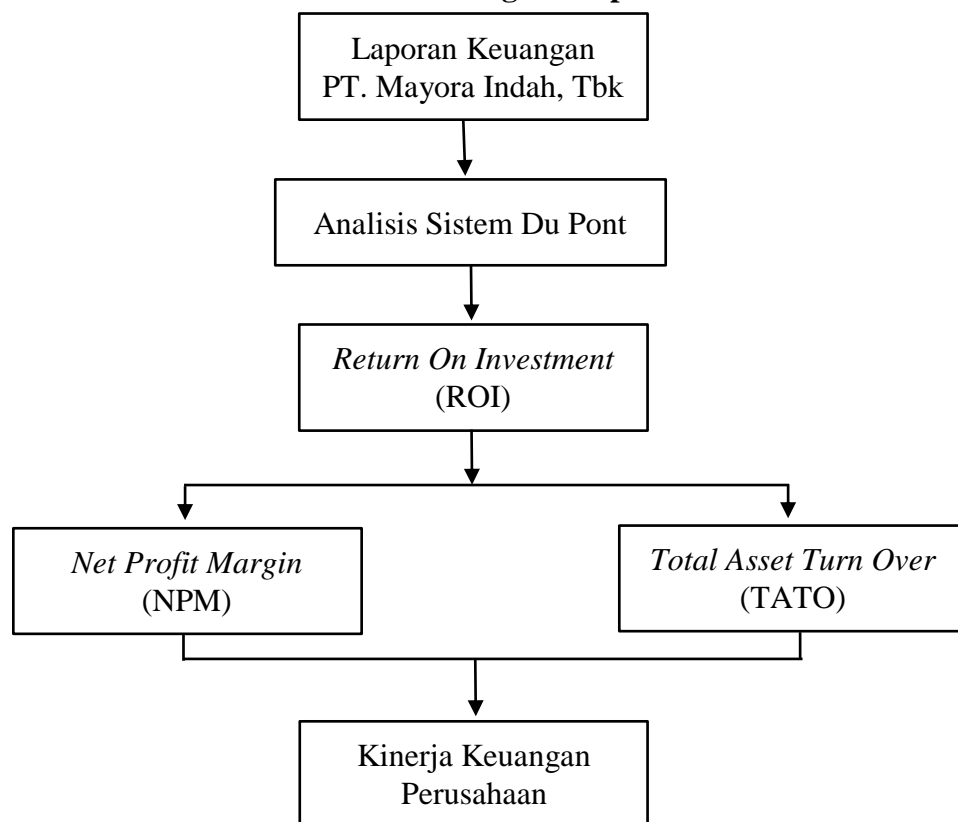 Laporan Keuangan
PT. Mayora Indah, Tbk
Analisis Sistem Du Pont
Return On Investment
(ROI)
Net Profit Margin
(NPM)
Total Asset Turn Over
(TATO)
Kinerja Keuangan
Perusahaan